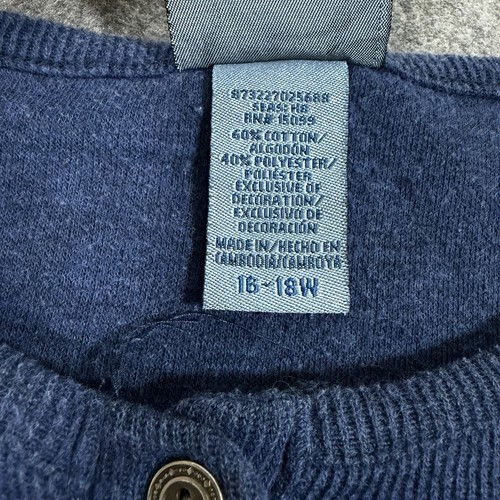 873227025688
SEAS: H8
RN# 15099
60% COTTON/
ALGODÓN
40% POLYESTER/
POLIÉSTER
EXCLUSIVE OF
DECORATION/
EXCLUSIVO DE
DECORACIÓN
MADE IN/HECHO EN
CAMBODIA/CAMBOYA
16-18W